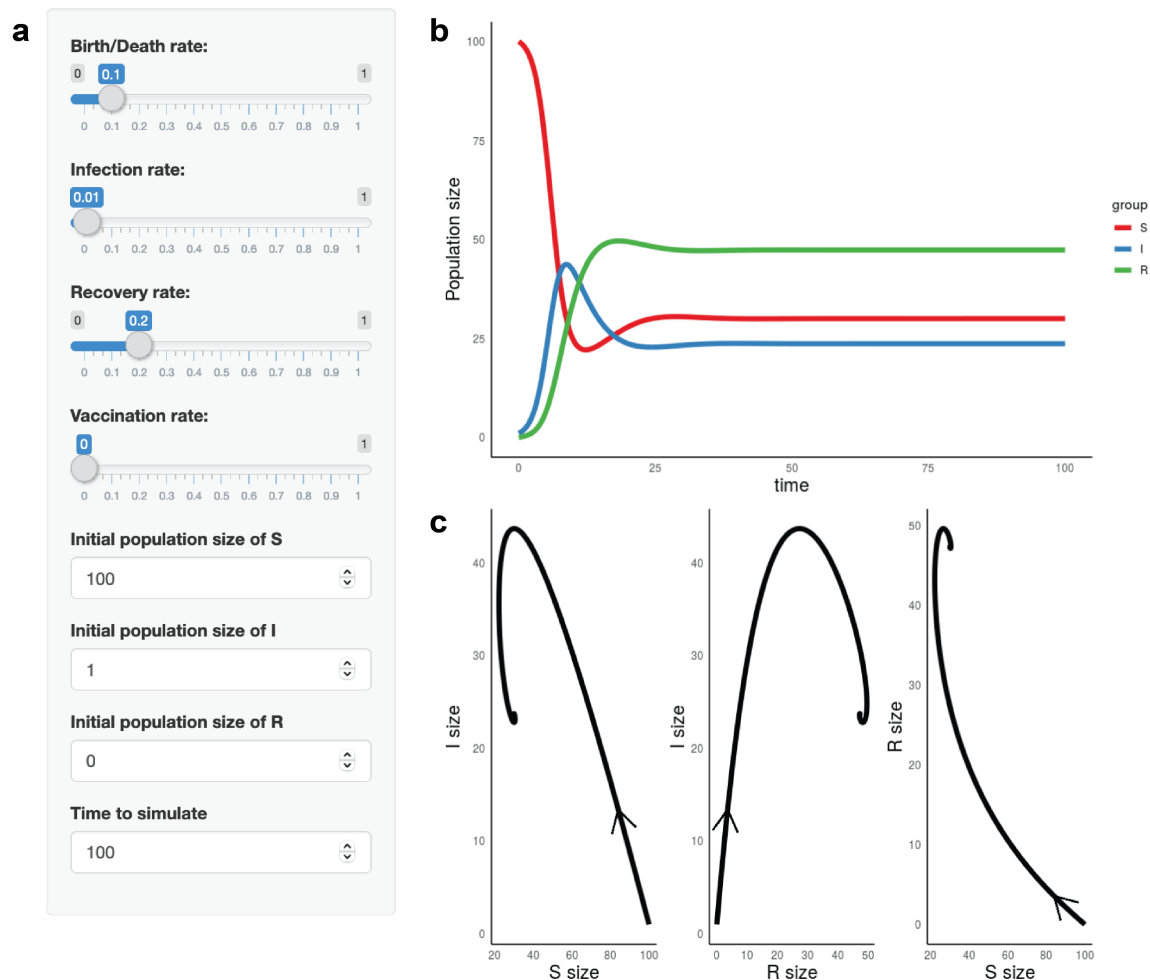 a
Birth/Death rate:
0 0.1 1
0 0.1 0.2 0.3 0.4 0.5 0.6 0.7 0.8 0.9 1
Infection rate:
0.01 1
0 0.1 0.2 0.3 0.4 0.5 0.6 0.7 0.8 0.9 1
Recovery rate:
0 0.2 1
0 0.1 0.2 0.3 0.4 0.5 0.6 0.7 0.8 0.9 1
Vaccination rate:
0 1
0 0.1 0.2 0.3 0.4 0.5 0.6 0.7 0.8 0.9 1
Initial population size of S
100
Initial population size of I
1
Initial population size of R
0
Time to simulate
100
b
Population size
100
75
50
25
0
0 25 50 75 100
time
group
S
I
R
c
I size
40
30
20
10
0
20 40 60 80 100
S size
I size
40
30
20
10
0
0 10 20 30 40 50
R size
R size
50
40
30
20
10
0
20 40 60 80 100
S size